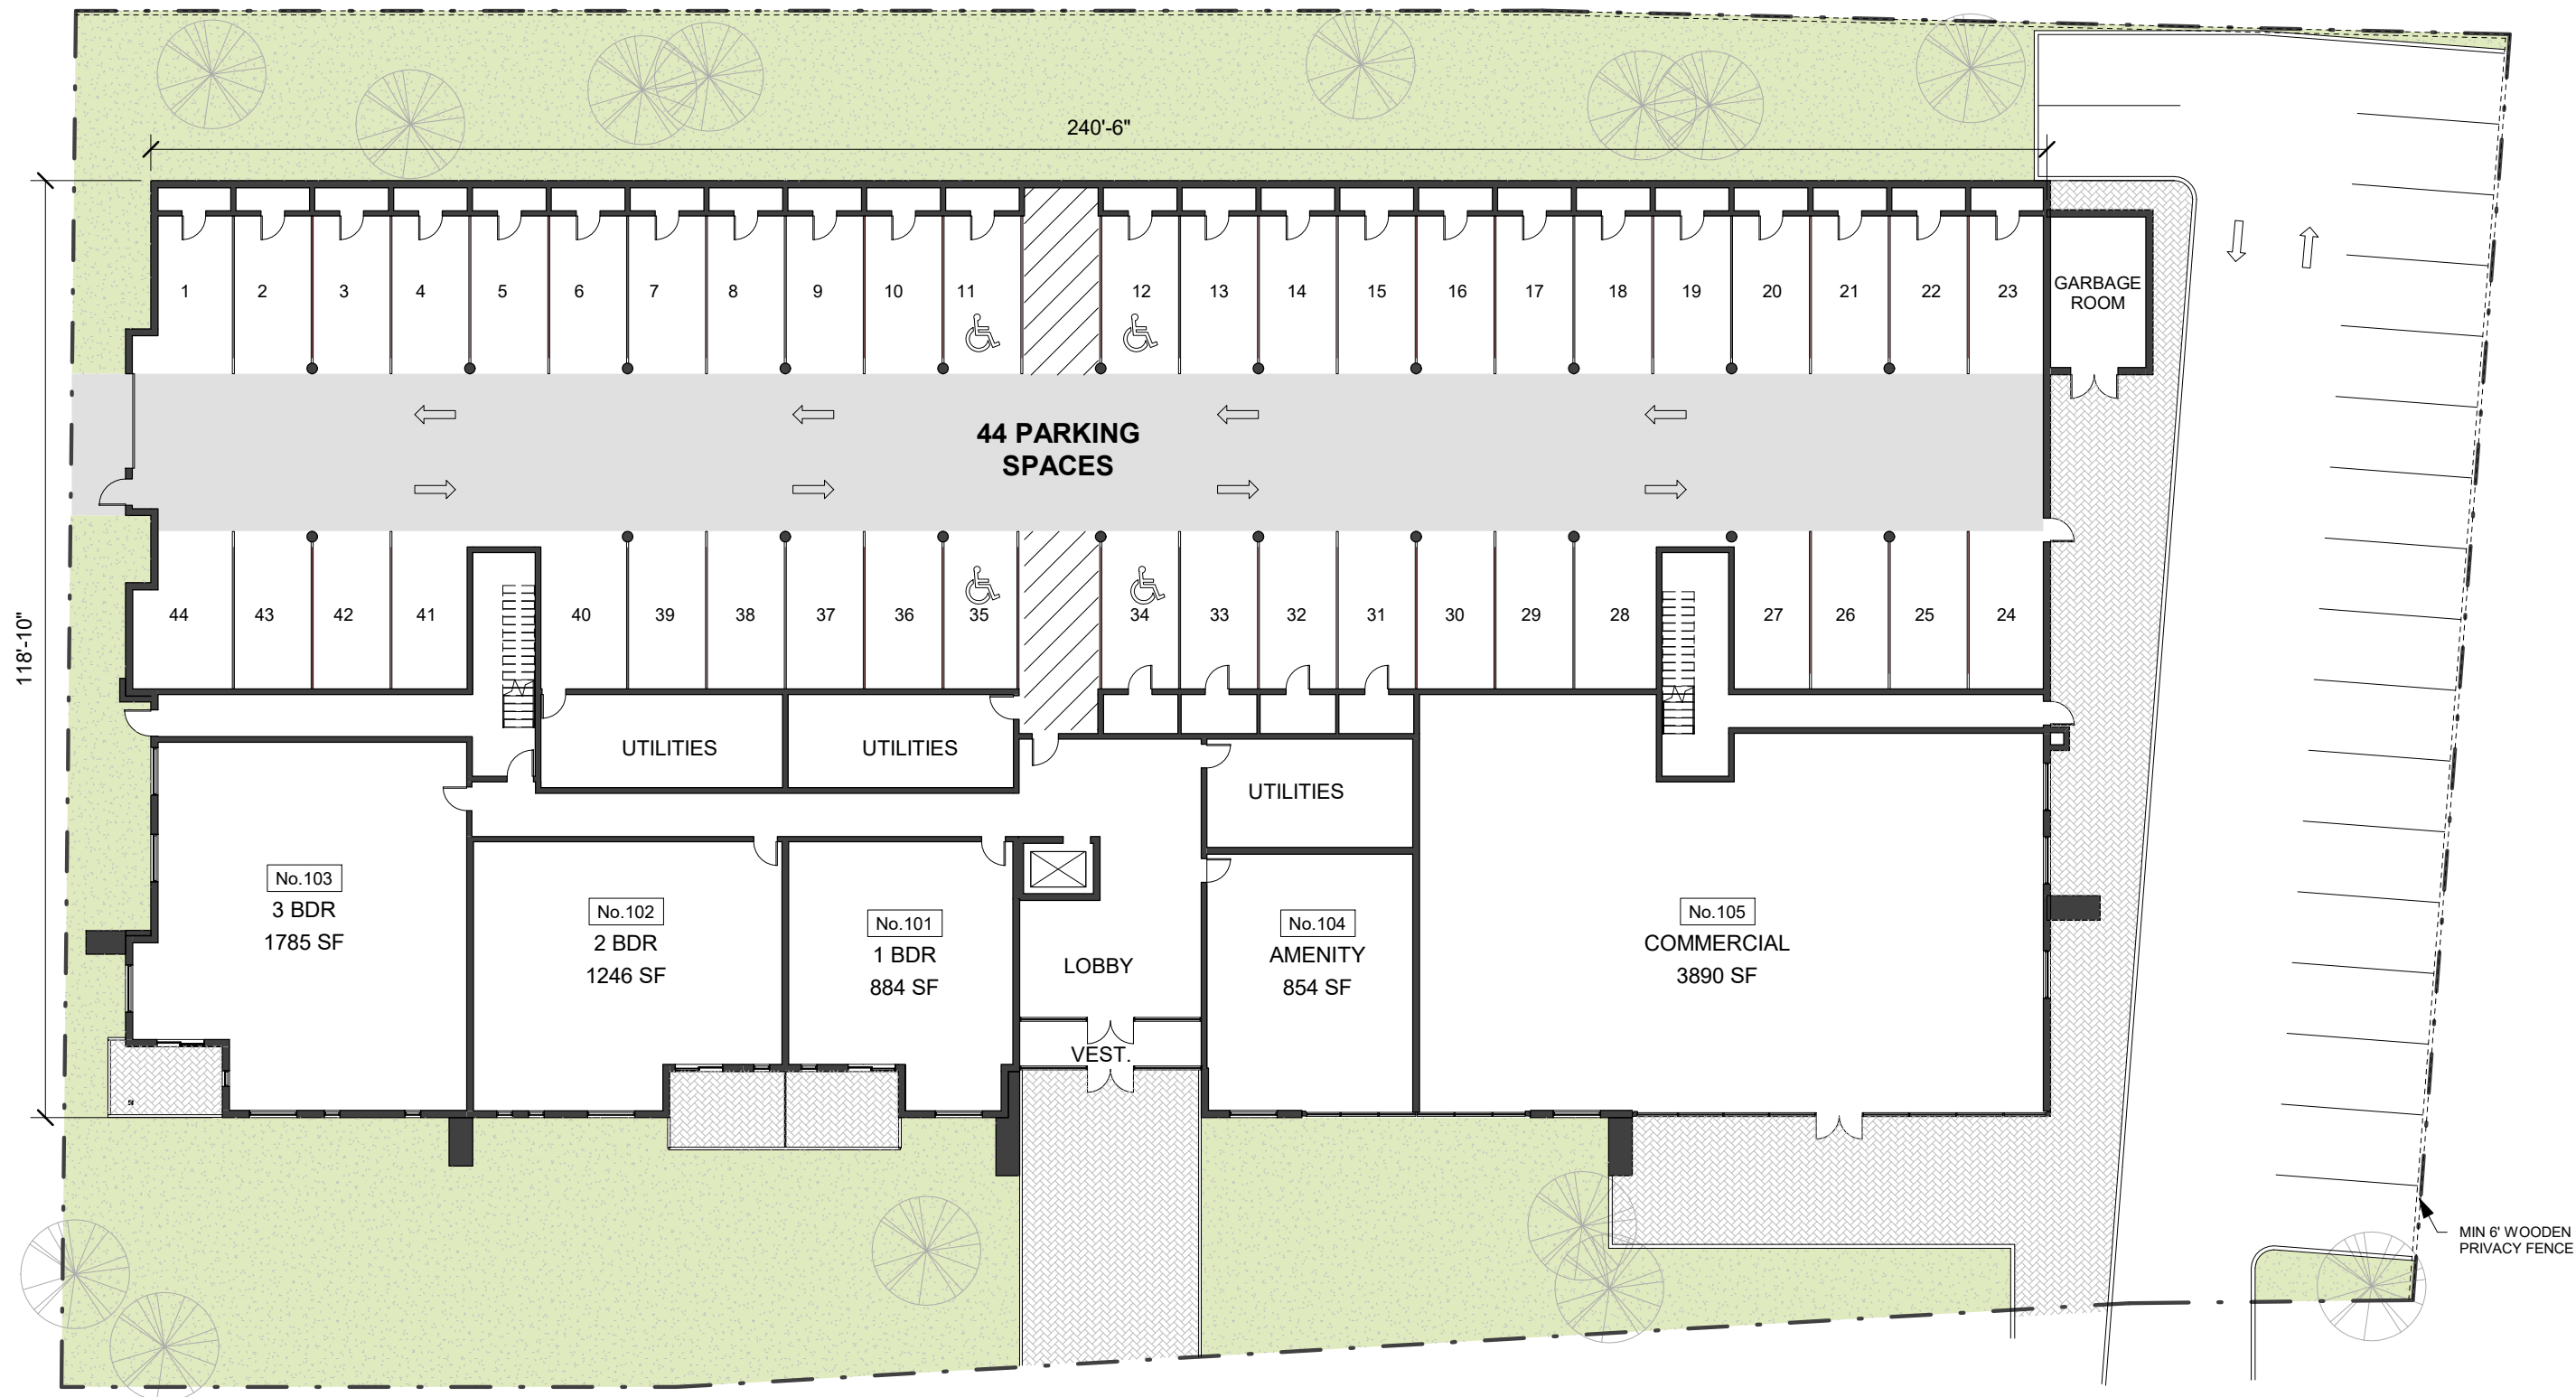 240'-6"
1 2 3 4 5 6 7 8 9 10 11 12 13 14 15 16 17 18 19 20 21 22 23
GARBAGE
ROOM
44 PARKING
SPACES
118'-10"
44 43 42 41 40 39 38 37 36 35 34 33 32 31 30 29 28 27 26 25 24
UTILITIES
UTILITIES
UTILITIES
No.103
3 BDR
1785 SF
No.102
2 BDR
1246 SF
No.101
1 BDR
884 SF
LOBBY
VEST.
No.104
AMENITY
854 SF
No.105
COMMERCIAL
3890 SF
MIN 6' WOODEN
PRIVACY FENCE